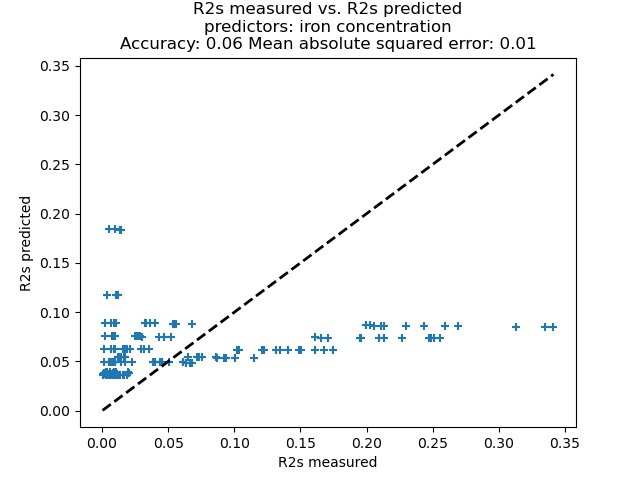 R2s measured vs. R2s predicted
predictors: iron concentration
Accuracy: 0.06 Mean absolute squared error: 0.01
0.35
0.30
0.25
0.20
0.15
0.10
0.05
0.00
R2s predicted
0.00 0.05 0.10 0.15 0.20 0.25 0.30 0.35
R2s measured